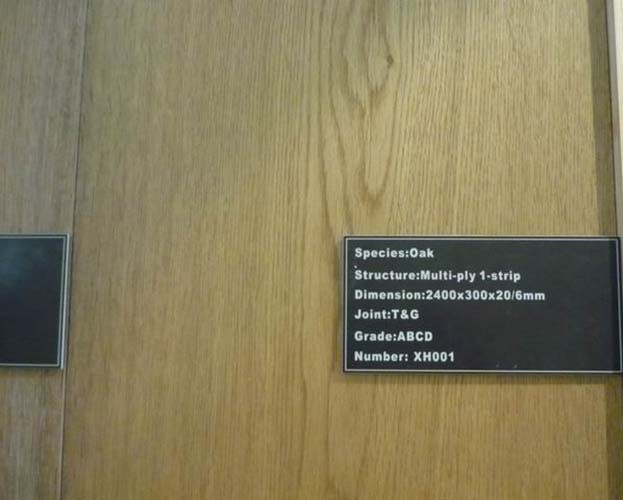 Species:Oak
Structure:Multi-ply 1-strip
Dimension:2400x300x20/6mm
Joint:T&G
Grade:ABCD
Number: XH001